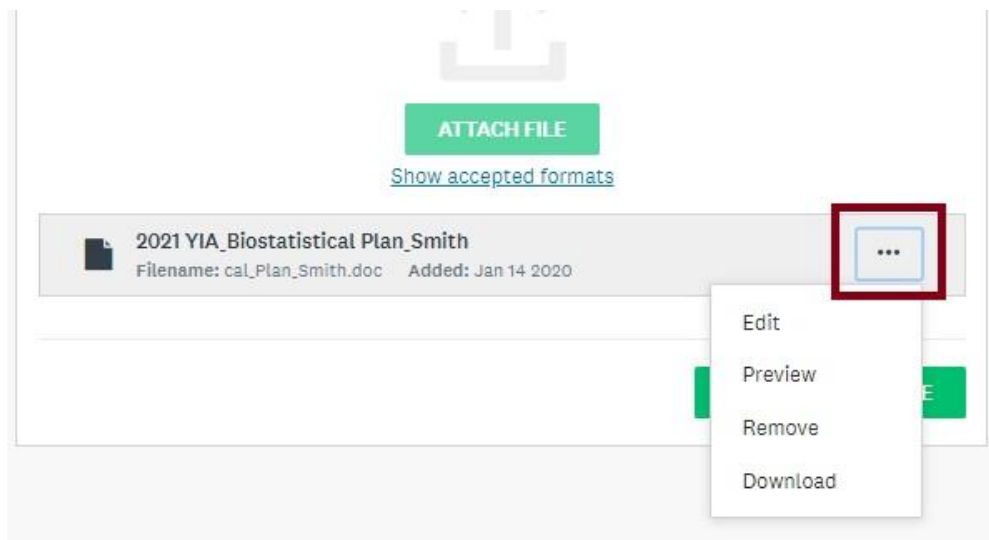 ATTACH FILE
Show accepted formats
2021 YIA_Biostatistical Plan_Smith
Filename: cal_Plan_Smith.doc Added: Jan 14 2020
...
Edit
Preview
E
Remove
Download